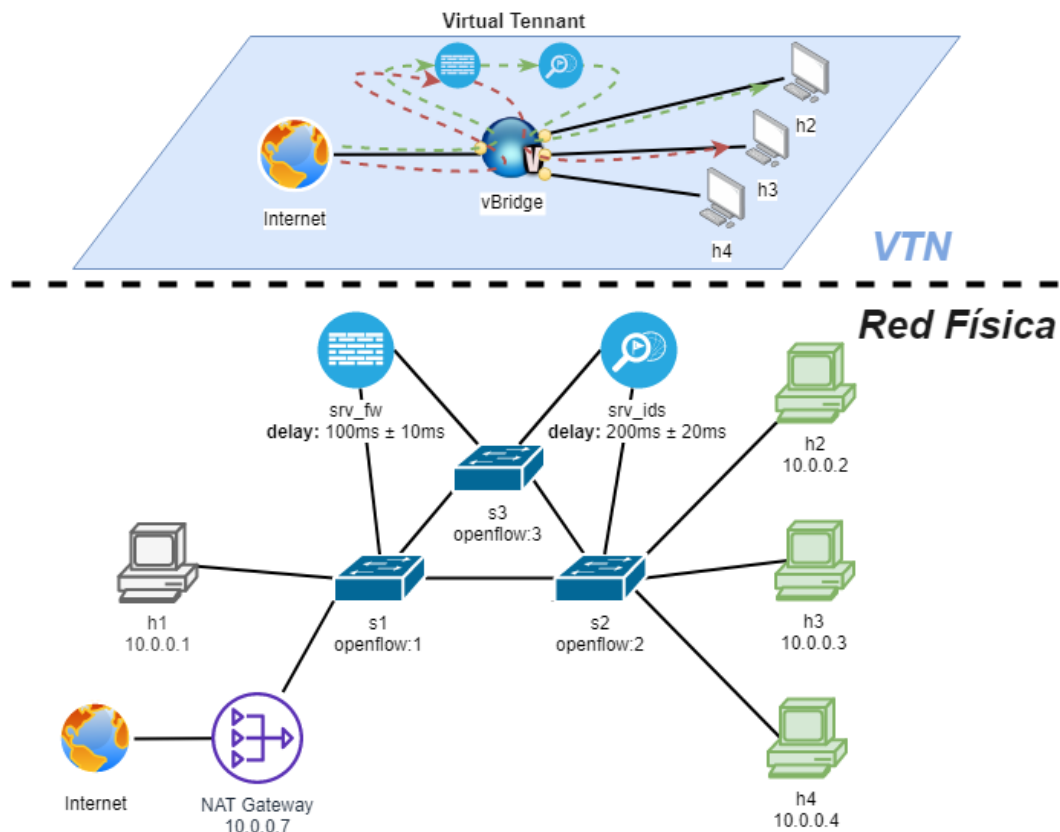 Virtual Tennant
h2
Internet
vBridge
V
h3
h4
VTN
Red Física
srv_fw
delay: 100ms ± 10ms
srv_ids
delay: 200ms ± 20ms
h2
10.0.0.2
s3
openflow:3
h1
10.0.0.1
s1
openflow:1
s2
openflow:2
h3
10.0.0.3
Internet
NAT Gateway
10.0.0.7
h4
10.0.0.4